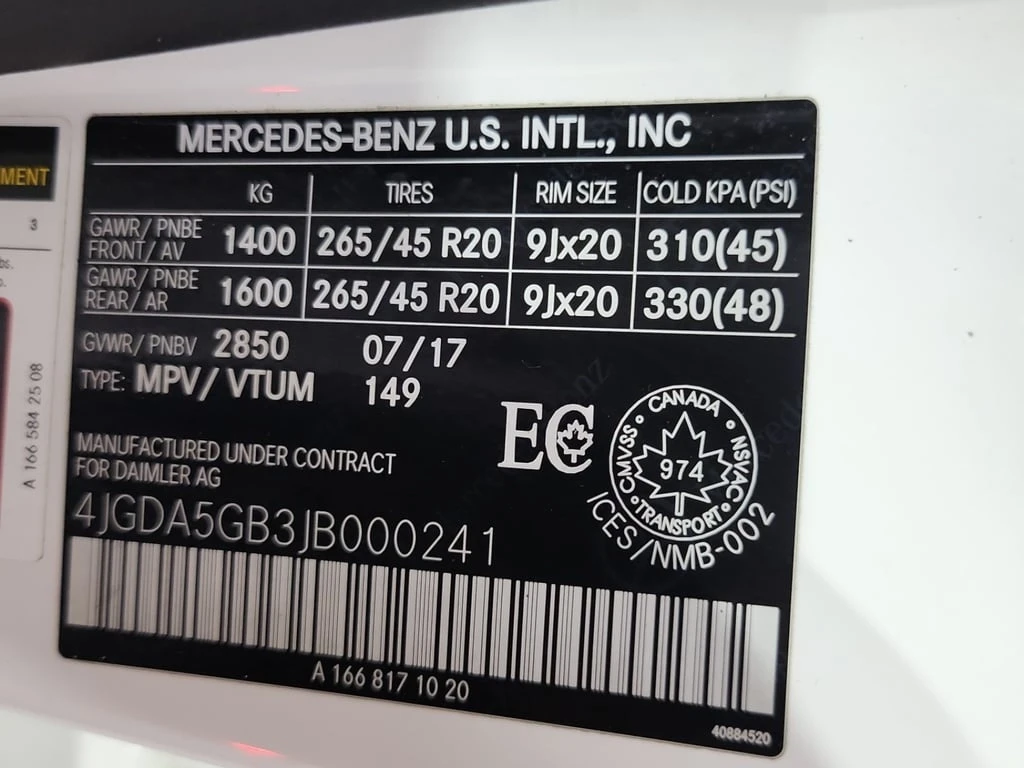 MERCEDES-BENZ U.S. INTL., INC
KG TIRES RIM SIZE COLD KPA(PSI)
GAWR/ PNBE FRONT/ AV 1400 265/45 R20 9Jx20 310(45)
GAWR/ PNBE REAR/ AR 1600 265/45 R20 9Jx20 330(48)
GVWR/ PNBV 2850 07/17
TYPE: MPV/ VTUM 149
MANUFACTURED UNDER CONTRACT
FOR DAIMLER AG
4JGDA5GB3JB000241
A 166 817 10 20
40884520
EC
CANADA
CMVSS NSVAC
974
TRANSPORT
ICES/NMB-002
MENT
3
A 166 584 25 08